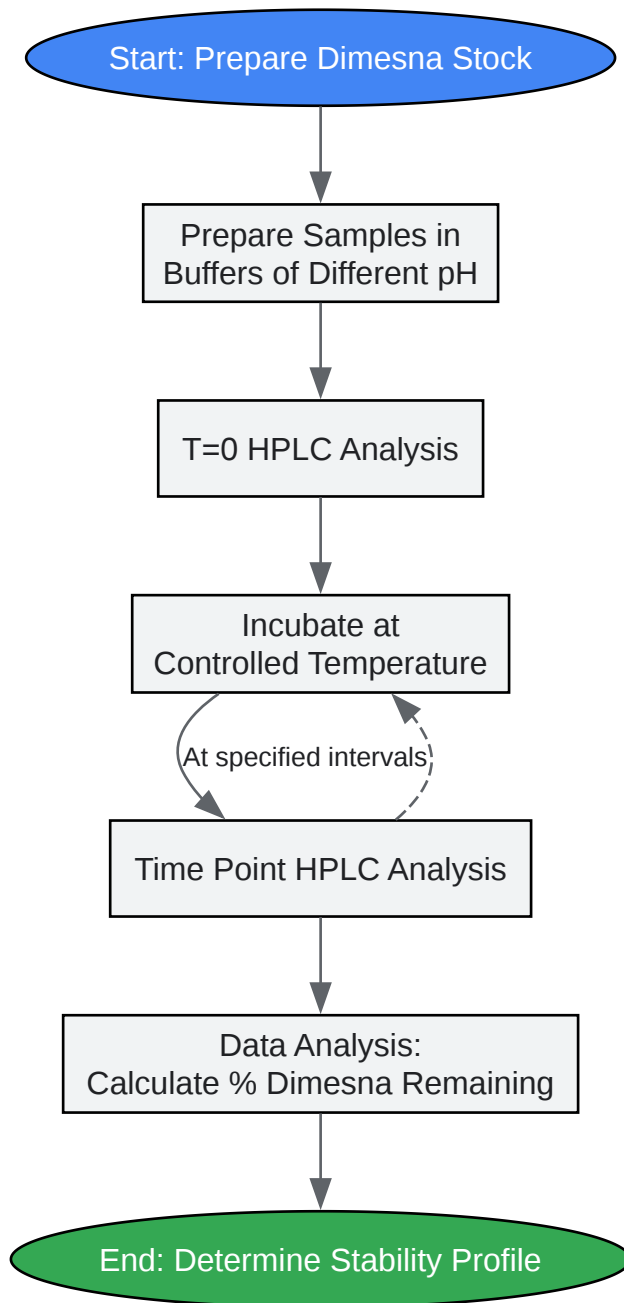 Start: Prepare Dimesna Stock
Prepare Samples in
Buffers of Different pH
T=0 HPLC Analysis
Incubate at
Controlled Temperature
At specified intervals
Time Point HPLC Analysis
Data Analysis:
Calculate % Dimesna Remaining
End: Determine Stability Profile